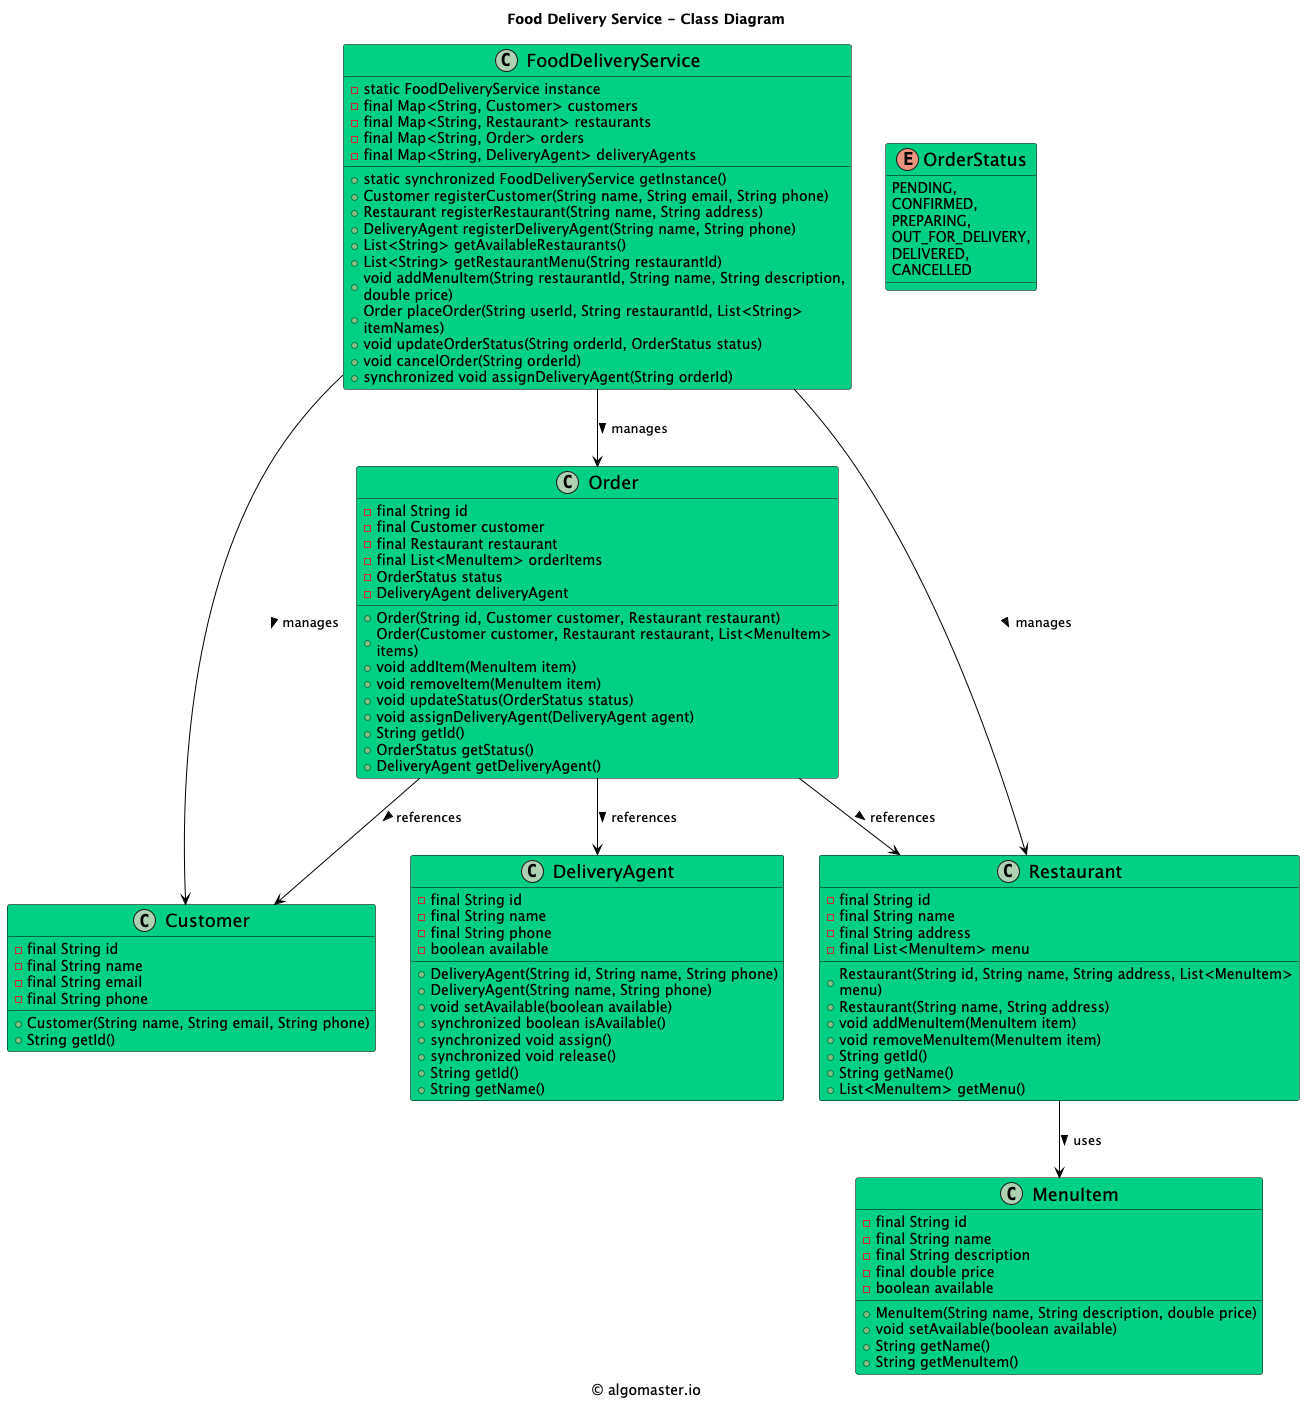 Food Delivery Service - Class Diagram
C FoodDeliveryService
static FoodDeliveryService instance
final Map<String, Customer> customers
final Map<String, Restaurant> restaurants
final Map<String, Order> orders
final Map<String, DeliveryAgent> deliveryAgents
static synchronized FoodDeliveryService getInstance()
Customer registerCustomer(String name, String email, String phone)
Restaurant registerRestaurant(String name, String address)
DeliveryAgent registerDeliveryAgent(String name, String phone)
List<String> getAvailableRestaurants()
List<String> getRestaurantMenu(String restaurantId)
void addMenuItem(String restaurantId, String name, String description,
double price)
Order placeOrder(String userId, String restaurantId, List<String>
itemNames)
void updateOrderStatus(String orderId, OrderStatus status)
void cancelOrder(String orderId)
synchronized void assignDeliveryAgent(String orderId)
E OrderStatus
PENDING,
CONFIRMED,
PREPARING,
OUT_FOR_DELIVERY,
DELIVERED,
CANCELLED
manages
C Order
final String id
final Customer customer
final Restaurant restaurant
final List<MenuItem> orderItems
OrderStatus status
DeliveryAgent deliveryAgent
Order(String id, Customer customer, Restaurant restaurant)
Order(Customer customer, Restaurant restaurant, List<MenuItem>
items)
void addItem(MenuItem item)
void removeItem(MenuItem item)
void updateStatus(OrderStatus status)
void assignDeliveryAgent(DeliveryAgent agent)
String getId()
OrderStatus getStatus()
DeliveryAgent getDeliveryAgent()
manages
manages
references
references
references
C Customer
final String id
final String name
final String email
final String phone
Customer(String name, String email, String phone)
String getId()
C DeliveryAgent
final String id
final String name
final String phone
boolean available
DeliveryAgent(String id, String name, String phone)
DeliveryAgent(String name, String phone)
void setAvailable(boolean available)
synchronized boolean isAvailable()
synchronized void assign()
synchronized void release()
String getId()
String getName()
C Restaurant
final String id
final String name
final String address
final List<MenuItem> menu
Restaurant(String id, String name, String address, List<MenuItem>
menu)
Restaurant(String name, String address)
void addMenuItem(MenuItem item)
void removeMenuItem(MenuItem item)
String getId()
String getName()
List<MenuItem> getMenu()
uses
C MenuItem
final String id
final String name
final String description
final double price
boolean available
MenuItem(String name, String description, double price)
void setAvailable(boolean available)
String getName()
String getMenuItem()
© algomaster.io